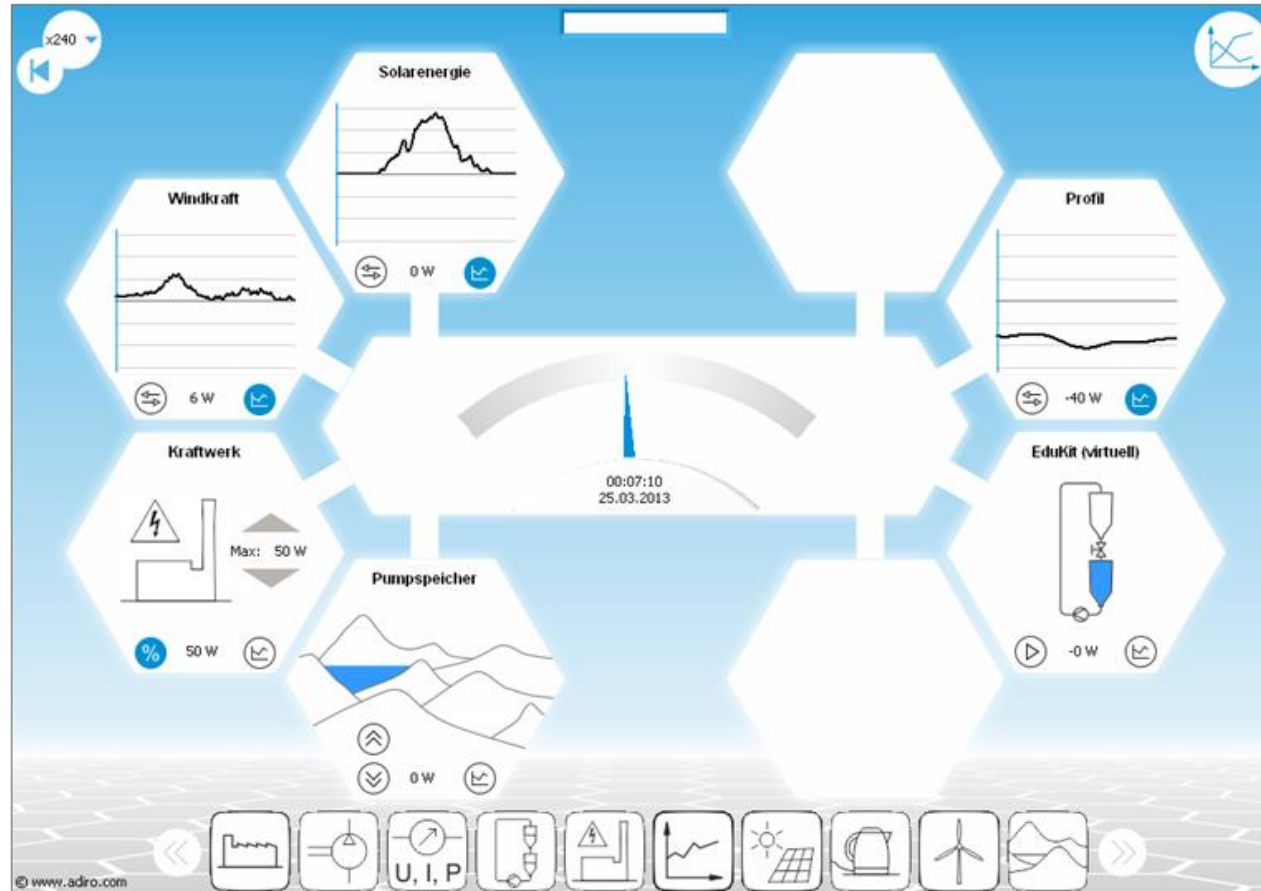 x240
Solarenergie
0 W
Windkraft
6 W
Profil
-40 W
Kraftwerk
Max: 50 W
50 W
00:07:10
25.03.2013
EduKit (virtuell)
-0 W
Pumpspeicher
0 W
U, I, P
© www.adiro.com